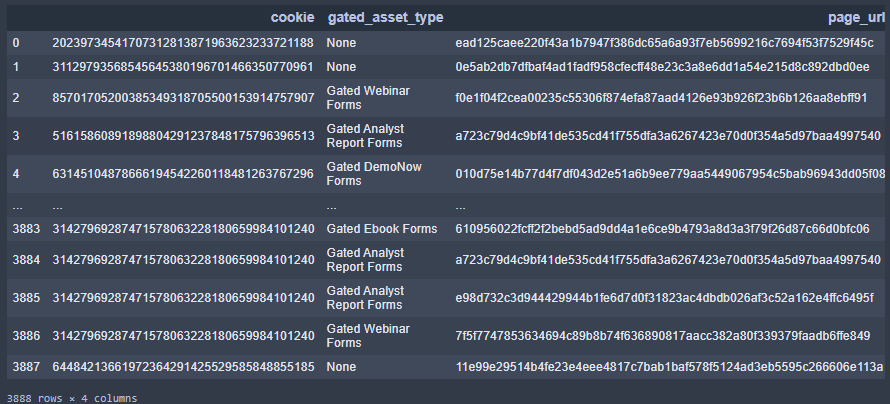 cookie gated_asset_type page_url
0 20239734541707312813871963623233721188 None ead125caee220f43a1b7947f386dc65a6a93f7eb5699216c7694f53f7529f45c
1 31129793568545645380196701466350770961 None 0e5ab2db7dfbaf4ad1fadf958cfecff48e23c3a8e6dd1a54e215d8c892dbd0ee
2 85701705200385349318705500153914757907 Gated Webinar Forms f0e1f04f2cea00235c55306f874efa87aad4126e93b926f23b6b126aa8ebff91
3 51615860891898804291237848175796396513 Gated Analyst Report Forms a723c79d4c9bf41de535cd41f755dfa3a6267423e70d0f354a5d97baa4997540
4 63145104878666194542260118481263767296 Gated DemoNow Forms 010d75e14b77d4f7df043d2e51a6b9ee779aa5449067954c5bab96943dd05f08
... ... ... ...
3883 31427969287471578063228180659984101240 Gated Ebook Forms 610956022fcff2f2bebd5ad9dd4a1e6ce9b4793a8d3a3f79f26d87c66d0bfc06
3884 31427969287471578063228180659984101240 Gated Analyst Report Forms a723c79d4c9bf41de535cd41f755dfa3a6267423e70d0f354a5d97baa4997540
3885 31427969287471578063228180659984101240 Gated Analyst Report Forms e98d732c3d944429944b1fe6d7d0f31823ac4dbdb026af3c52a162e4ffc6495f
3886 31427969287471578063228180659984101240 Gated Webinar Forms 7f5f7747853634694c89b8b74f636890817aacc382a80f339379faadb6ffe849
3887 64484213661972364291425529585848855185 None 11e99e29514b4fe23e4eee4817c7bab1baf578f5124ad3eb5595c266606e113a
3888 rows × 4 columns